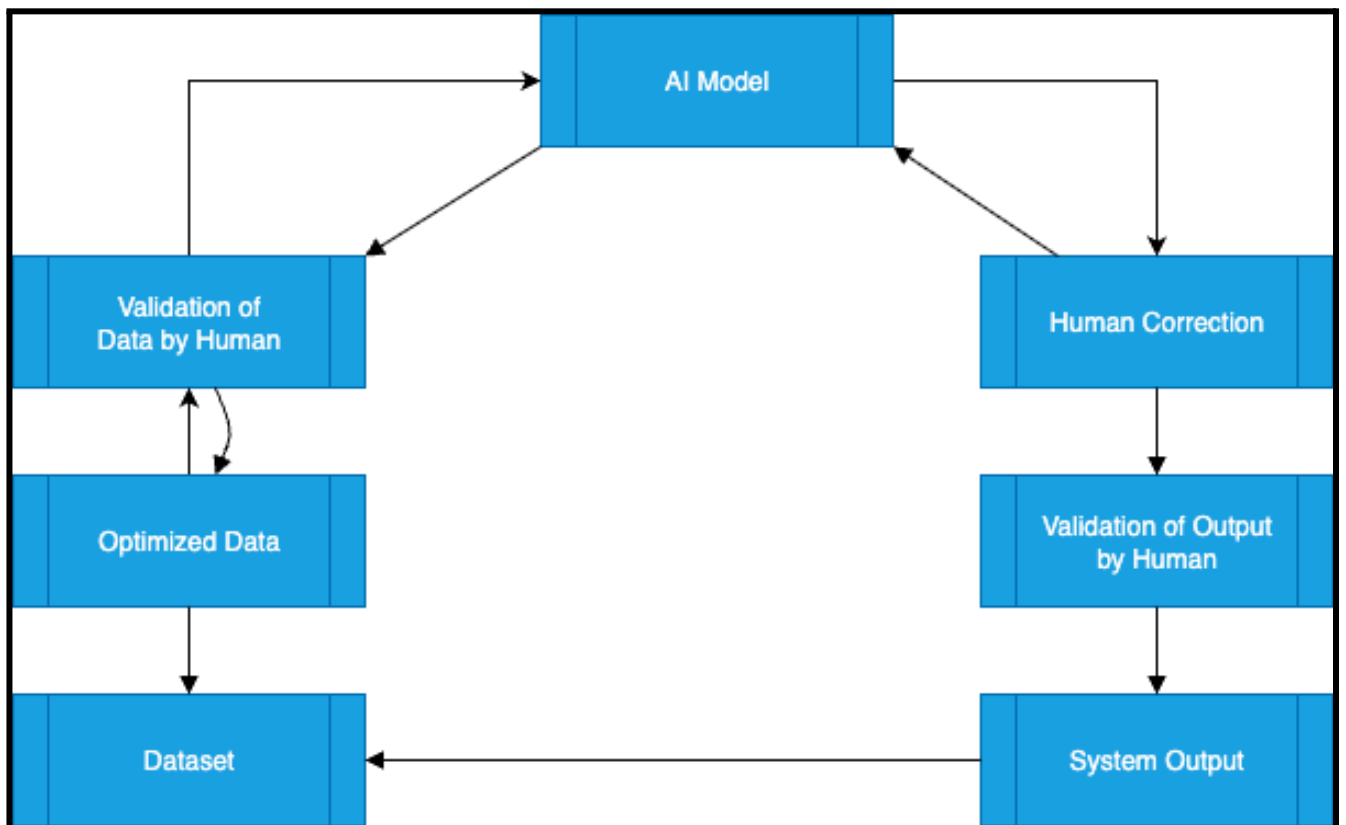 AI Model
Validation of
Data by Human
Human Correction
Optimized Data
Validation of Output
by Human
Dataset
System Output